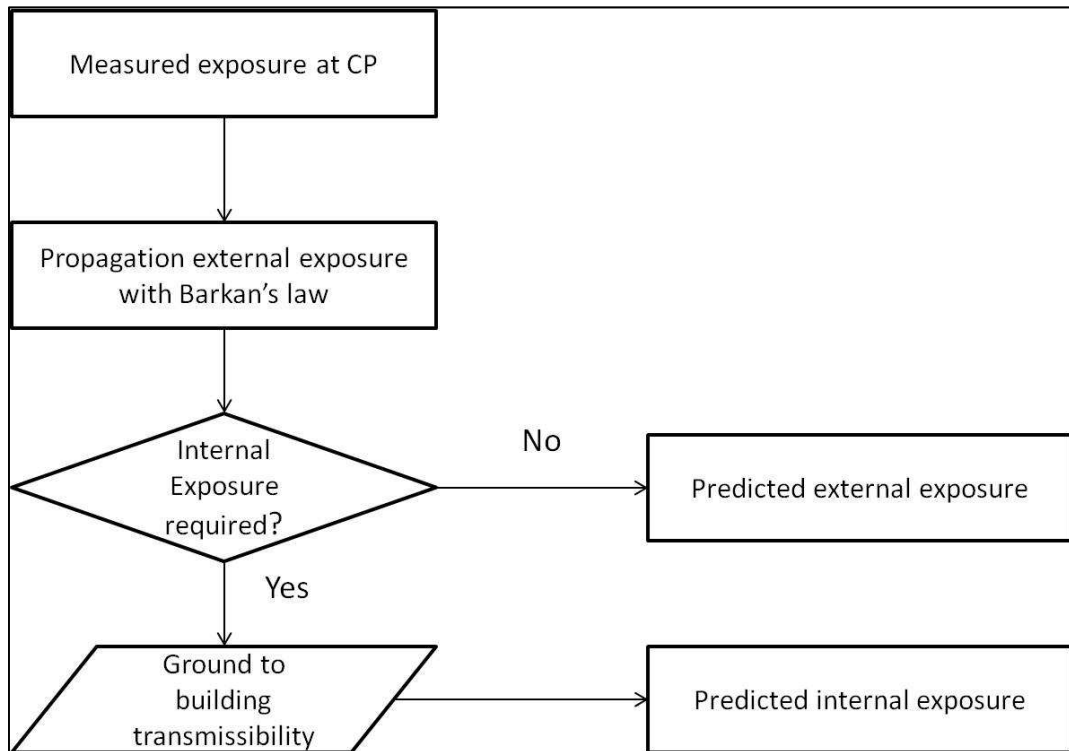 Measured exposure at CP
Propagation external exposure
with Barkan’s law
Internal
Exposure
required?
No
Predicted external exposure
Yes
Ground to
building
transmissibility
Predicted internal exposure